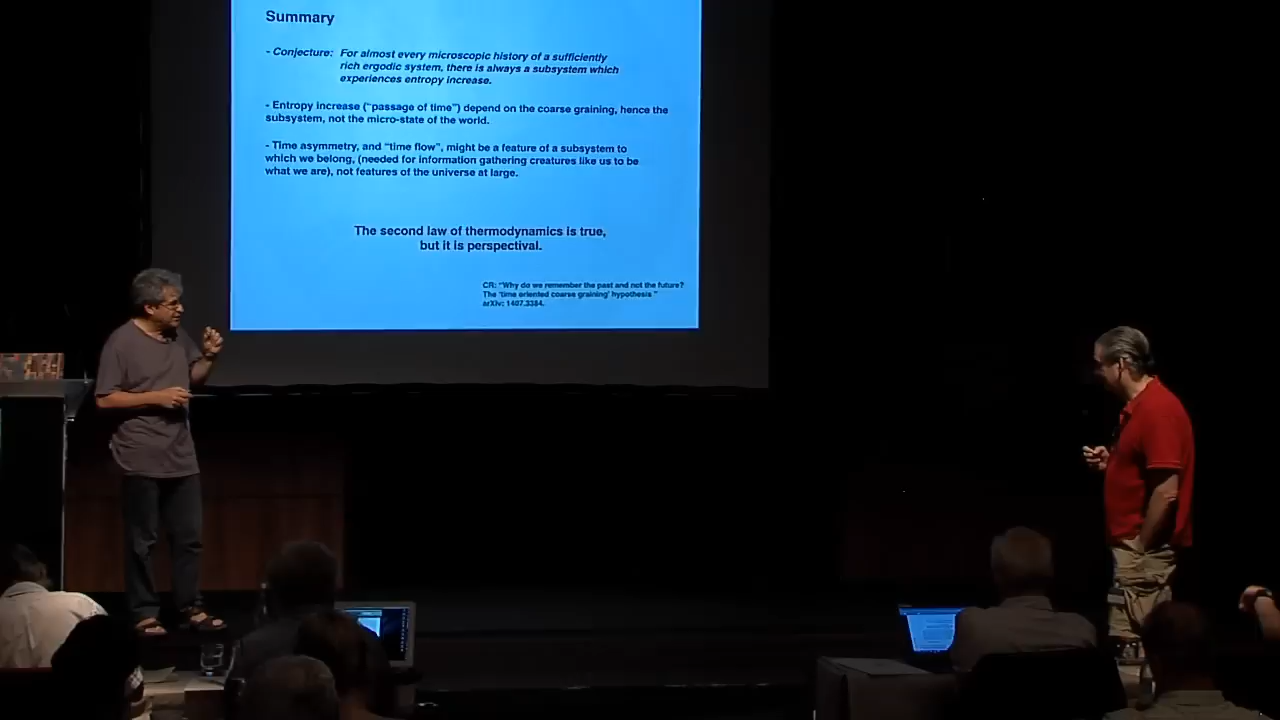 Summary
- Conjecture: For almost every microscopic history of a sufficiently
rich ergodic system, there is always a subsystem which
experiences entropy increase.
- Entropy increase ("passage of time") depend on the coarse graining, hence the
subsystem, not the micro-state of the world.
- Time asymmetry, and "time flow", might be a feature of a subsystem to
which we belong, (needed for information gathering creatures like us to be
what we are), not features of the universe at large.
The second law of thermodynamics is true,
but it is perspectival.
CR: "Why do we remember the past and not the future?
The 'time oriented coarse graining' hypothesis "
arXiv: 1407.3384.